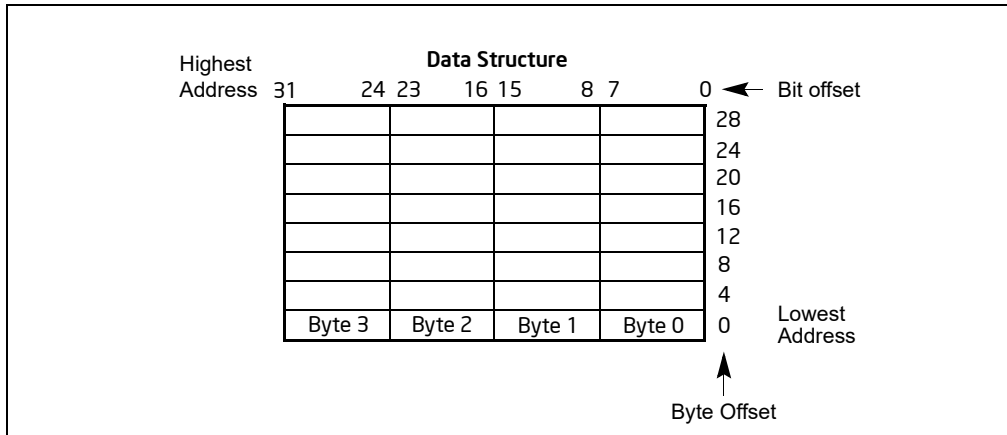 Data Structure
Highest
Address
31 24 23 16 15 8 7 0 Bit offset
28
24
20
16
12
8
4
Byte 3 Byte 2 Byte 1 Byte 0 0
Lowest
Address
Byte Offset